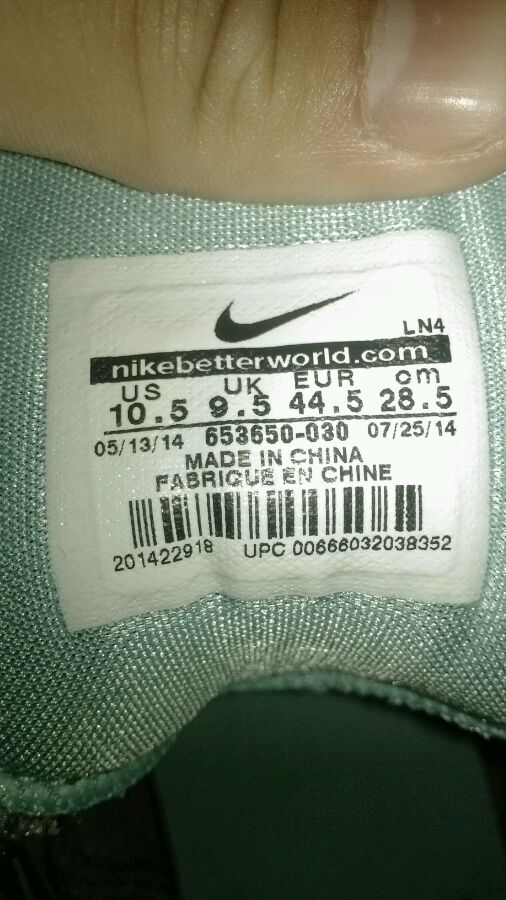 LN4
nikebetterworld.com
US UK EUR cm
10.5 9.5 44.5 28.5
05/13/14 653650-030 07/25/14
MADE IN CHINA
FABRIQUE EN CHINE
201422918 UPC 00666032038352